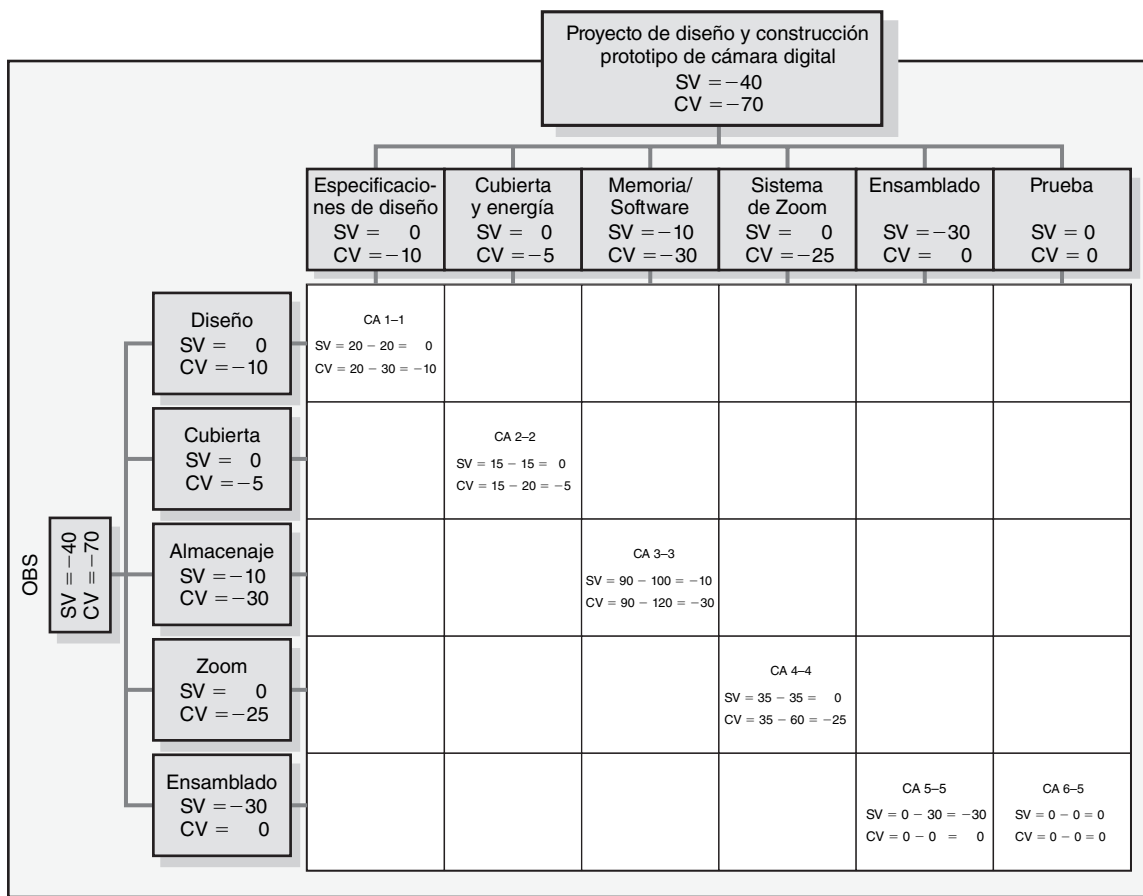 Proyecto de diseño y construcción
prototipo de cámara digital
SV = −40
CV = −70
Especificacio-
nes de diseño
SV = 0
CV = −10
Cubierta
y energía
SV = 0
CV = −5
Memoria/
Software
SV = −10
CV = −30
Sistema
de Zoom
SV = 0
CV = −25
Ensamblado
SV = −30
CV = 0
Prueba
SV = 0
CV = 0
OBS
SV = −40
CV = −70
Diseño
SV = 0
CV = −10
CA 1–1
SV = 20 − 20 = 0
CV = 20 − 30 = −10
Cubierta
SV = 0
CV = −5
CA 2–2
SV = 15 − 15 = 0
CV = 15 − 20 = −5
Almacenaje
SV = −10
CV = −30
CA 3–3
SV = 90 − 100 = −10
CV = 90 − 120 = −30
Zoom
SV = 0
CV = −25
CA 4–4
SV = 35 − 35 = 0
CV = 35 − 60 = −25
Ensamblado
SV = −30
CV = 0
CA 5–5
SV = 0 − 30 = −30
CV = 0 − 0 = 0
CA 6–5
SV = 0 − 0 = 0
CV = 0 − 0 = 0